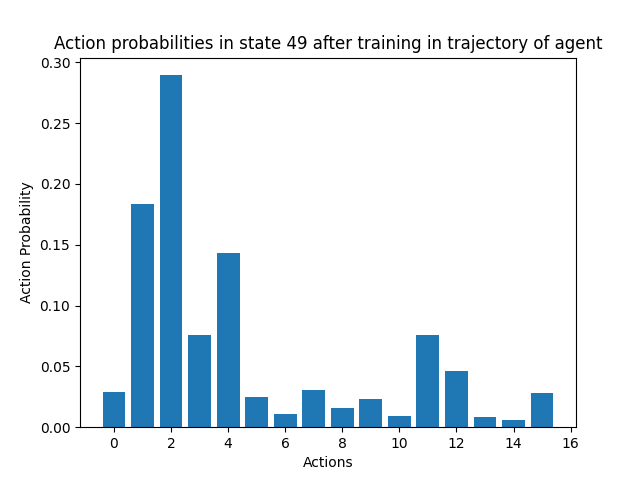 Action probabilities in state 49 after training in trajectory of agent
0.30
0.25
0.20
0.15
0.10
0.05
0.00
Action Probability
0 2 4 6 8 10 12 14 16
Actions